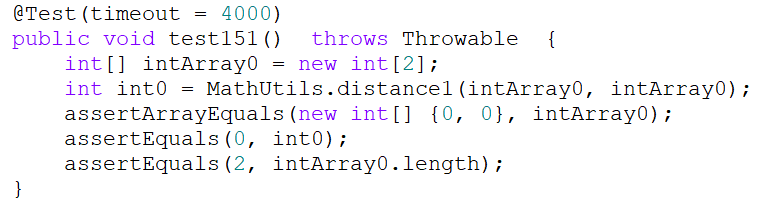 @Test(timeout = 4000)
public void test151()  throws Throwable  {
    int[] intArray0 = new int[2];
    int int0 = MathUtils.distance1(intArray0, intArray0);
    assertArrayEquals(new int[] {0, 0}, intArray0);
    assertEquals(0, int0);
    assertEquals(2, intArray0.length);
}